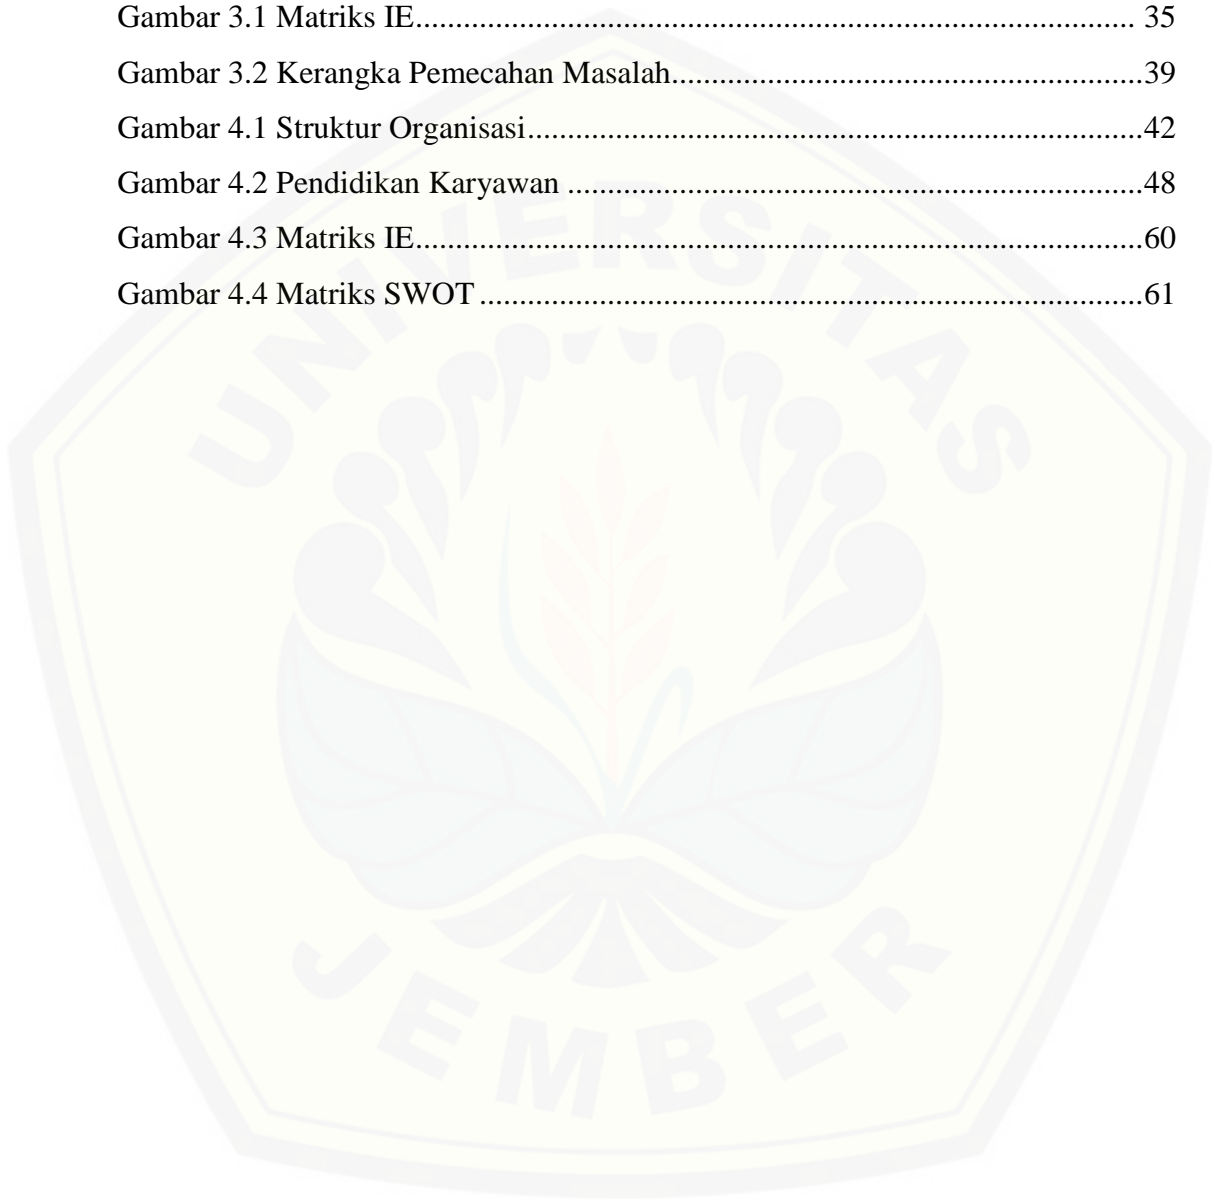 Gambar 3.1 Matriks IE.......................................................................................... 35
Gambar 3.2 Kerangka Pemecahan Masalah...........................................................39
Gambar 4.1 Struktur Organisasi.............................................................................42
Gambar 4.2 Pendidikan Karyawan ........................................................................48
Gambar 4.3 Matriks IE...........................................................................................60
Gambar 4.4 Matriks SWOT ...................................................................................61
UNIVERSITAS
JEMBER